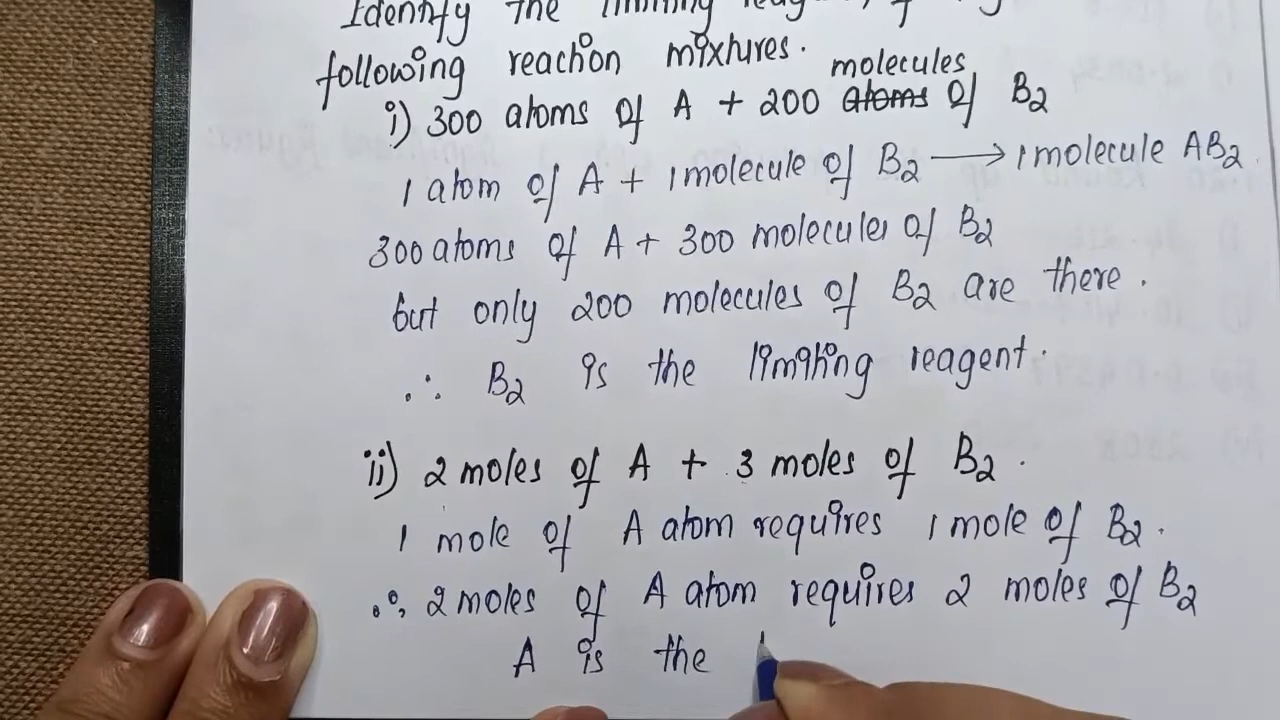 Identify the limiting
following reaction mixtures.
molecules
i) 300 atoms of A + 200 atoms of B2
1 atom of A + 1 molecule of B2 → 1 molecule AB2
300 atoms of A + 300 molecules of B2
but only 200 molecules of B2 are there.
∴ B2 is the limiting reagent.
ii) 2 moles of A + 3 moles of B2.
1 mole of A atom requires 1 mole of B2.
∴ 2 moles of A atom requires 2 moles of B2
A is the